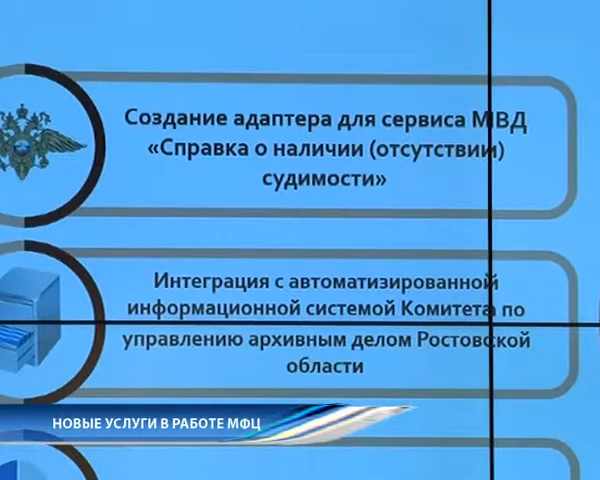 Создание адаптера для сервиса МВД
«Справка о наличии (отсутствии)
судимости»
Интеграция с автоматизированной
информационной системой Комитета по
управлению архивным делом Ростовской
области
НОВЫЕ УСЛУГИ В РАБОТЕ МФЦ